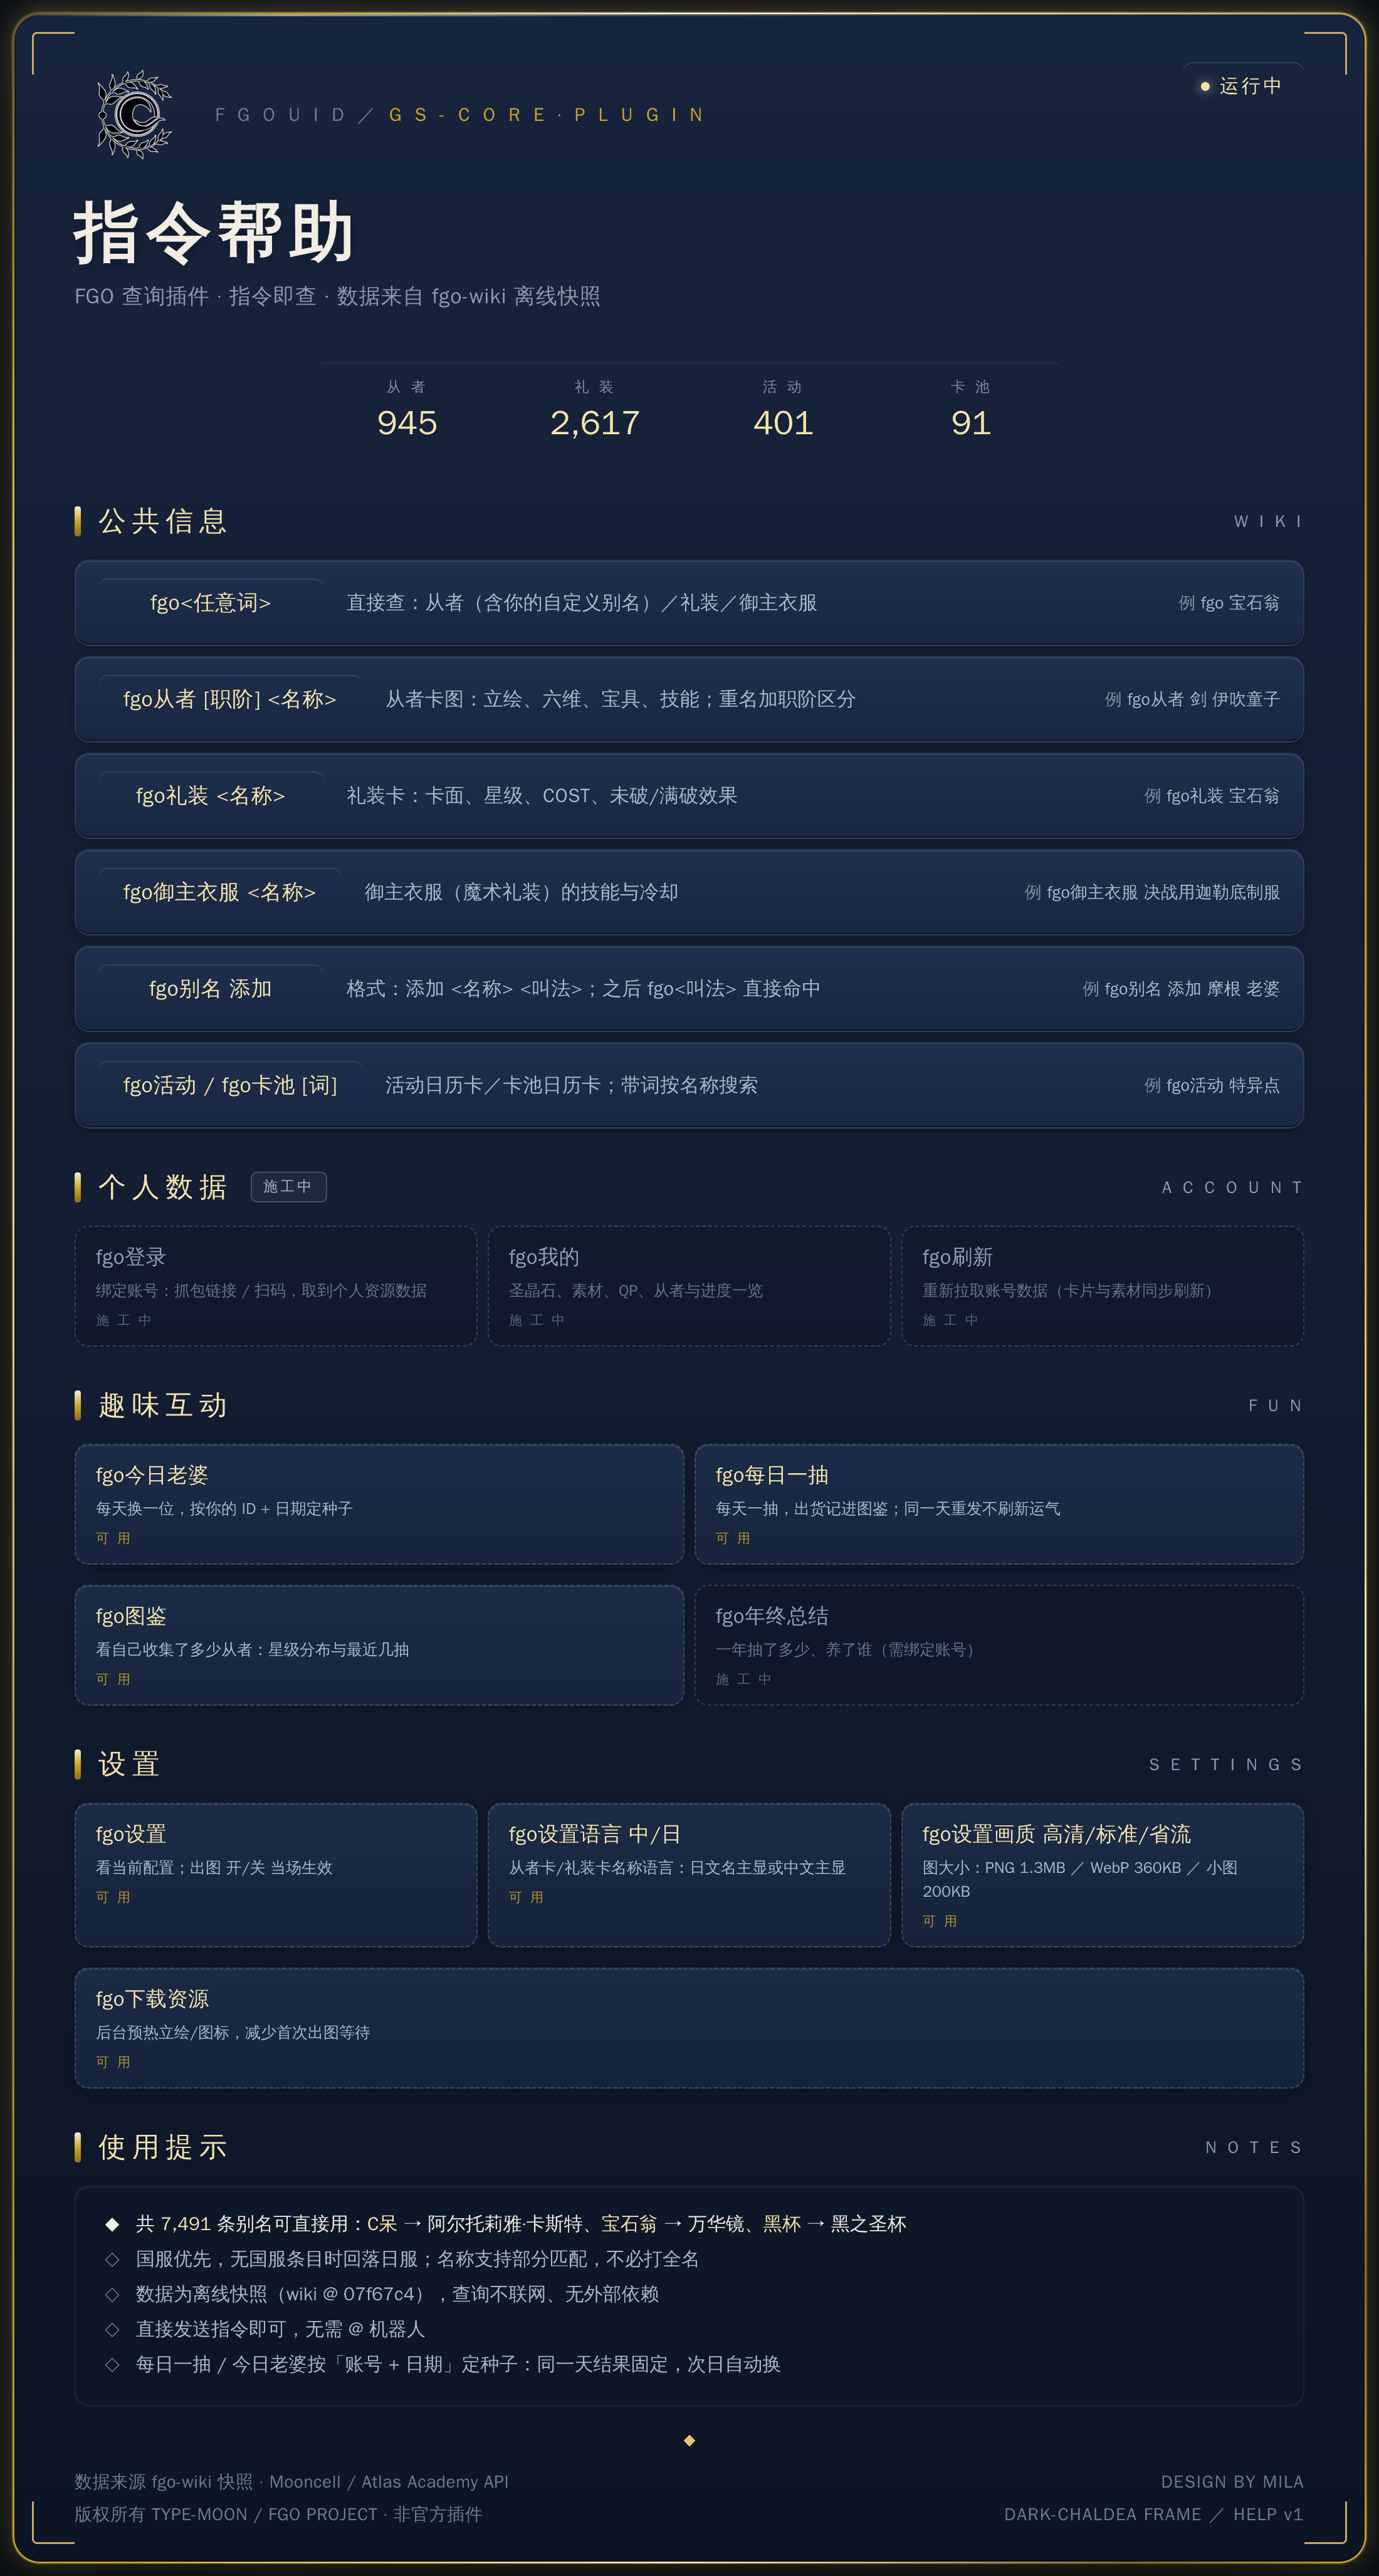 FGOUID／GS-CORE·PLUGIN
运行中
指令帮助
FGO 查询插件 · 指令即查 · 数据来自 fgo-wiki 离线快照
从者 礼装 活动 卡池
945 2,617 401 91
公共信息 WIKI
fgo<任意词> 直接查：从者（含你的自定义别名）／礼装／御主衣服 例 fgo 宝石翁
fgo从者 [职阶] <名称> 从者卡图：立绘、六维、宝具、技能；重名加职阶区分 例 fgo从者 剑 伊吹童子
fgo礼装 <名称> 礼装卡：卡面、星级、COST、未破/满破效果 例 fgo礼装 宝石翁
fgo御主衣服 <名称> 御主衣服（魔术礼装）的技能与冷却 例 fgo御主衣服 决战用迦勒底制服
fgo别名 添加 格式：添加 <名称> <叫法>；之后 fgo<叫法> 直接命中 例 fgo别名 添加 摩根 老婆
fgo活动 / fgo卡池 [词] 活动日历卡／卡池日历卡；带词按名称搜索 例 fgo活动 特异点
个人数据 施工中 ACCOUNT
fgo登录
绑定账号：抓包链接 / 扫码，取到个人资源数据
施工中
fgo我的
圣晶石、素材、QP、从者与进度一览
施工中
fgo刷新
重新拉取账号数据（卡片与素材同步刷新）
施工中
趣味互动 FUN
fgo今日老婆
每天换一位，按你的 ID + 日期定种子
可用
fgo每日一抽
每天一抽，出货记进图鉴；同一天重发不刷新运气
可用
fgo图鉴
看自己收集了多少从者：星级分布与最近几抽
可用
fgo年终总结
一年抽了多少、养了谁（需绑定账号）
施工中
设置 SETTINGS
fgo设置
看当前配置；出图 开/关 当场生效
可用
fgo设置语言 中/日
从者卡/礼装卡名称语言：日文名主显或中文主显
可用
fgo设置画质 高清/标准/省流
图大小：PNG 1.3MB ／ WebP 360KB ／ 小图
200KB
可用
fgo下载资源
后台预热立绘/图标，减少首次出图等待
可用
使用提示 NOTES
◆ 共 7,491 条别名可直接用：C呆 → 阿尔托莉雅·卡斯特、宝石翁 → 万华镜、黑杯 → 黑之圣杯
◇ 国服优先，无国服条目时回落日服；名称支持部分匹配，不必打全名
◇ 数据为离线快照（wiki @ 07f67c4），查询不联网、无外部依赖
◇ 直接发送指令即可，无需 @ 机器人
◇ 每日一抽 / 今日老婆按「账号 + 日期」定种子：同一天结果固定，次日自动换
数据来源 fgo-wiki 快照 · Mooncell / Atlas Academy API DESIGN BY MILA
版权所有 TYPE-MOON / FGO PROJECT · 非官方插件 DARK-CHALDEA FRAME ／ HELP v1